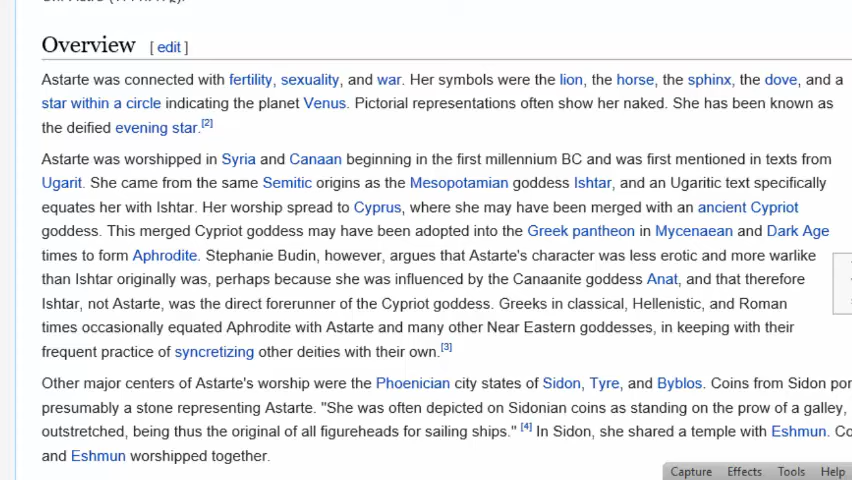 Overview [ edit ]
Astarte was connected with fertility, sexuality, and war. Her symbols were the lion, the horse, the sphinx, the dove, and a
star within a circle indicating the planet Venus. Pictorial representations often show her naked. She has been known as
the deified evening star.[2]
Astarte was worshipped in Syria and Canaan beginning in the first millennium BC and was first mentioned in texts from
Ugarit. She came from the same Semitic origins as the Mesopotamian goddess Ishtar, and an Ugaritic text specifically
equates her with Ishtar. Her worship spread to Cyprus, where she may have been merged with an ancient Cypriot
goddess. This merged Cypriot goddess may have been adopted into the Greek pantheon in Mycenaean and Dark Age
times to form Aphrodite. Stephanie Budin, however, argues that Astarte's character was less erotic and more warlike
than Ishtar originally was, perhaps because she was influenced by the Canaanite goddess Anat, and that therefore
Ishtar, not Astarte, was the direct forerunner of the Cypriot goddess. Greeks in classical, Hellenistic, and Roman
times occasionally equated Aphrodite with Astarte and many other Near Eastern goddesses, in keeping with their
frequent practice of syncretizing other deities with their own.[3]
Other major centers of Astarte's worship were the Phoenician city states of Sidon, Tyre, and Byblos. Coins from Sidon por
presumably a stone representing Astarte. "She was often depicted on Sidonian coins as standing on the prow of a galley,
outstretched, being thus the original of all figureheads for sailing ships." [4] In Sidon, she shared a temple with Eshmun. Co
and Eshmun worshipped together.
Capture Effects Tools Help